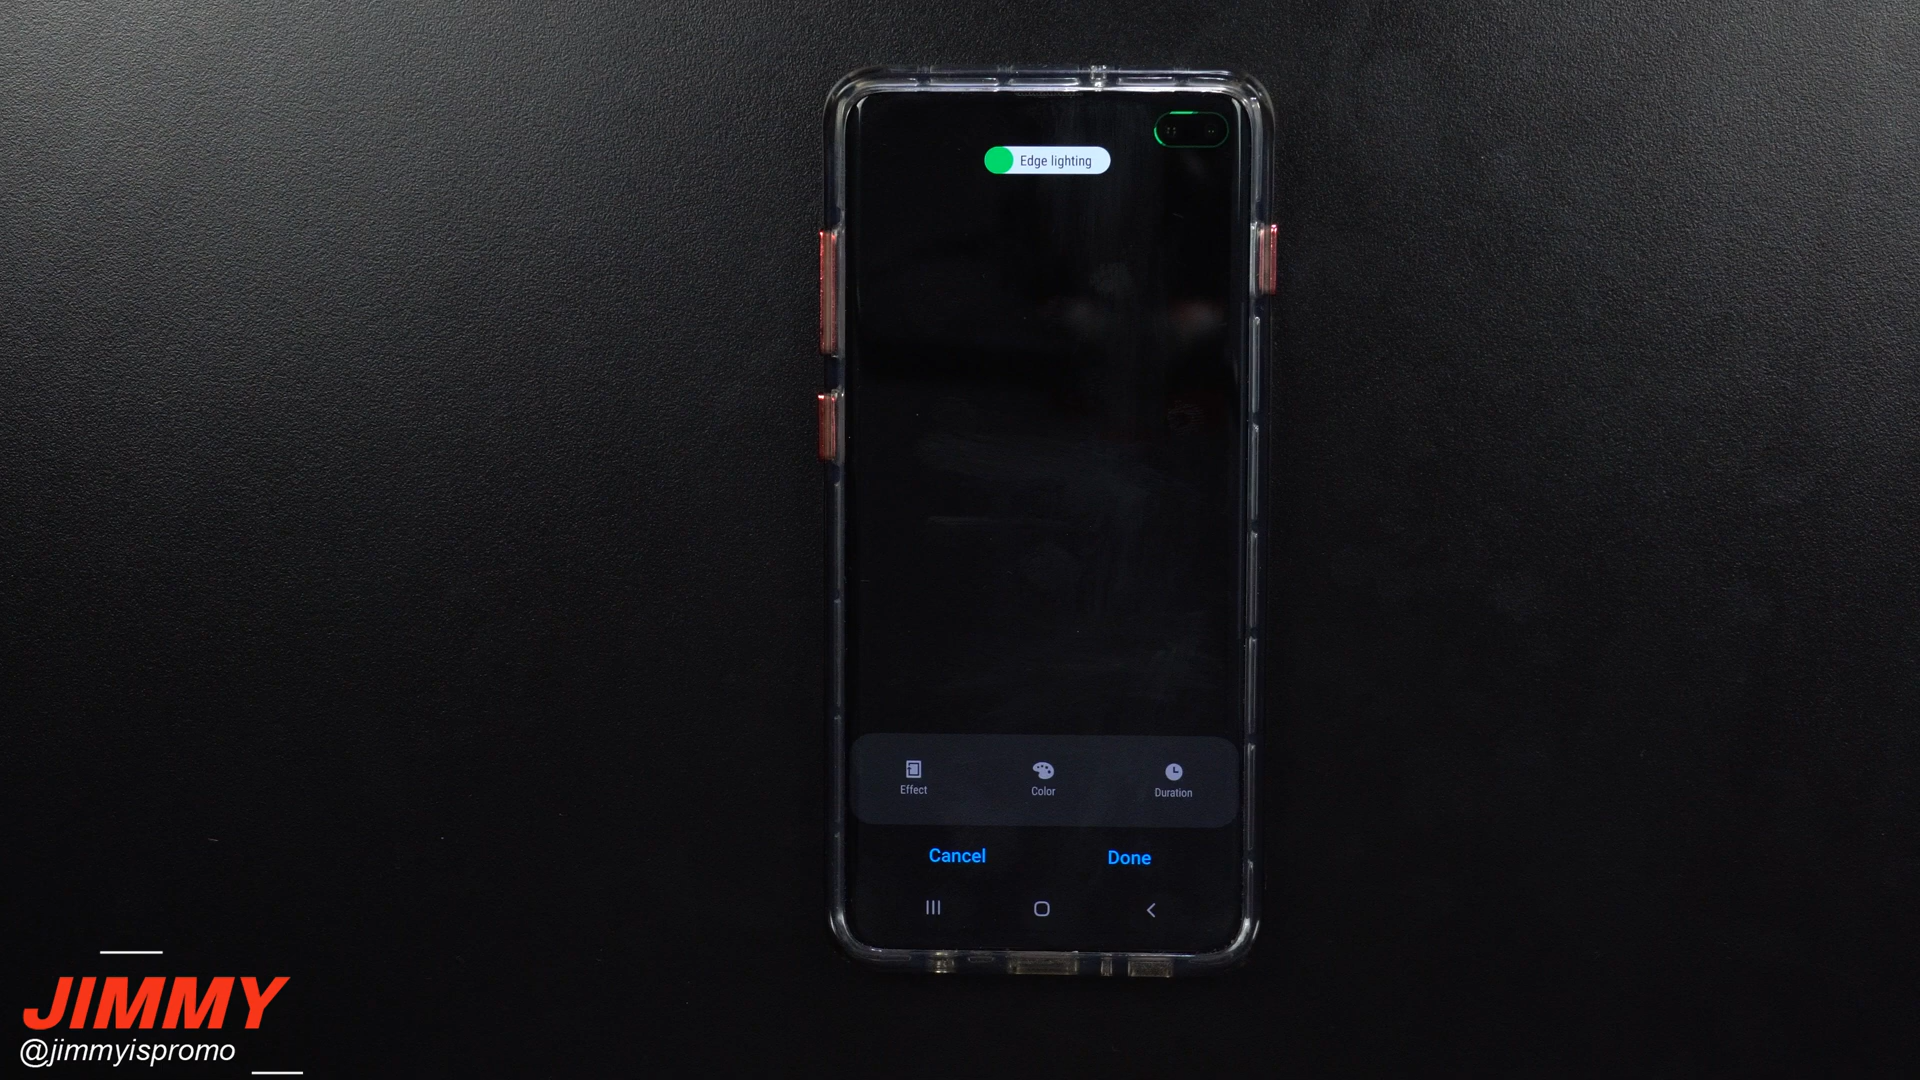 Edge lighting
Effect
Color
Duration
Cancel
Done
JIMMY
@jimmyispromo